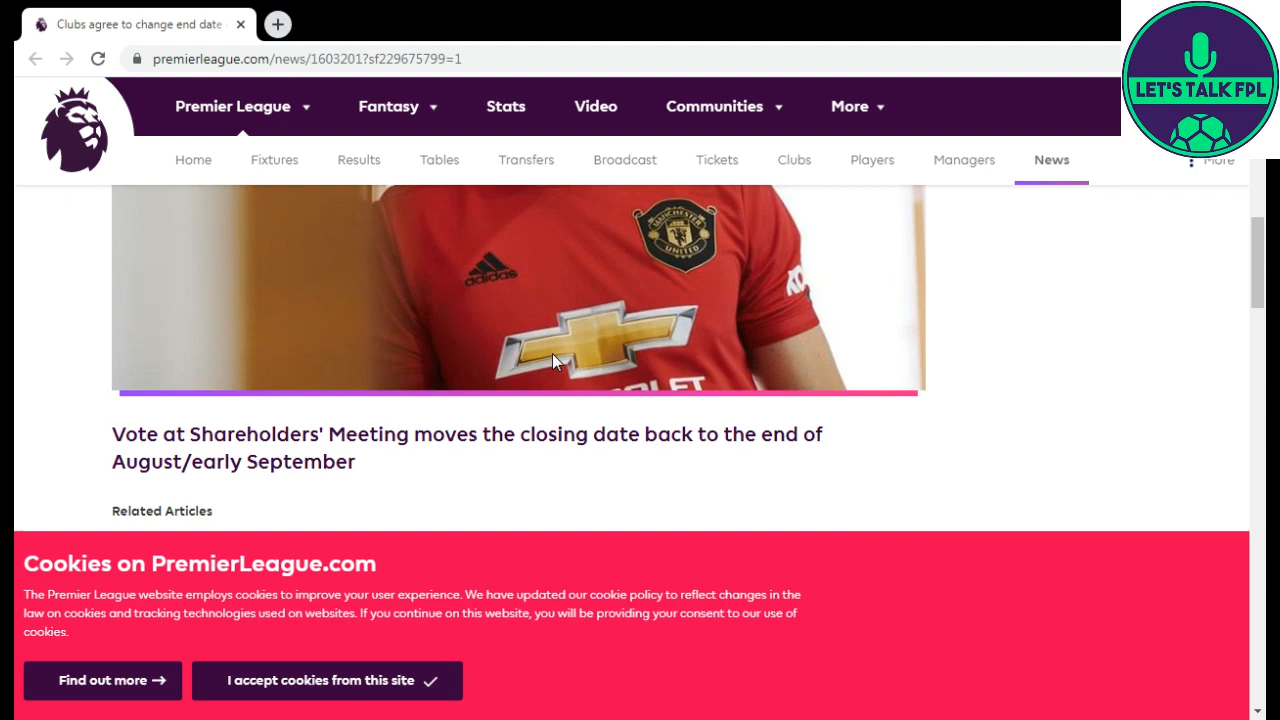 Clubs agree to change end date
premierleague.com/news/1603201?sf229675799=1
LET'S TALK FPL
Premier League Fantasy Stats Video Communities More
Home Fixtures Results Tables Transfers Broadcast Tickets Clubs Players Managers News More
MANCHESTER
UNITED
adidas
CHEVROLET
Vote at Shareholders' Meeting moves the closing date back to the end of
August/early September
Related Articles
Cookies on PremierLeague.com
The Premier League website employs cookies to improve your user experience. We have updated our cookie policy to reflect changes in the
law on cookies and tracking technologies used on websites. If you continue on this website, you will be providing your consent to our use of
cookies.
Find out more
I accept cookies from this site